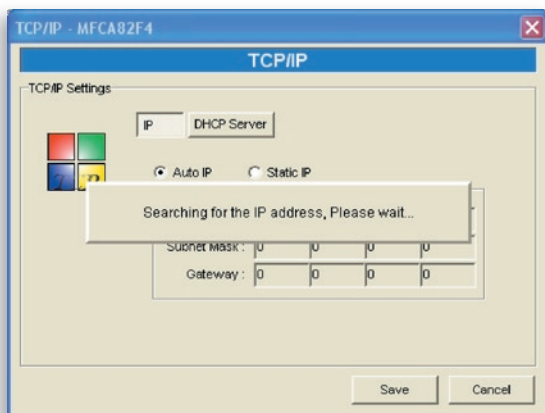 TCP/IP - MFCA82F4
TCP/IP
TCP/IP Settings
IP DHCP Server
Auto IP Static IP
IP
Searching for the IP address, Please wait...
Subnet Mask : 0 0 0 0
Gateway : 0 0 0 0
Save Cancel